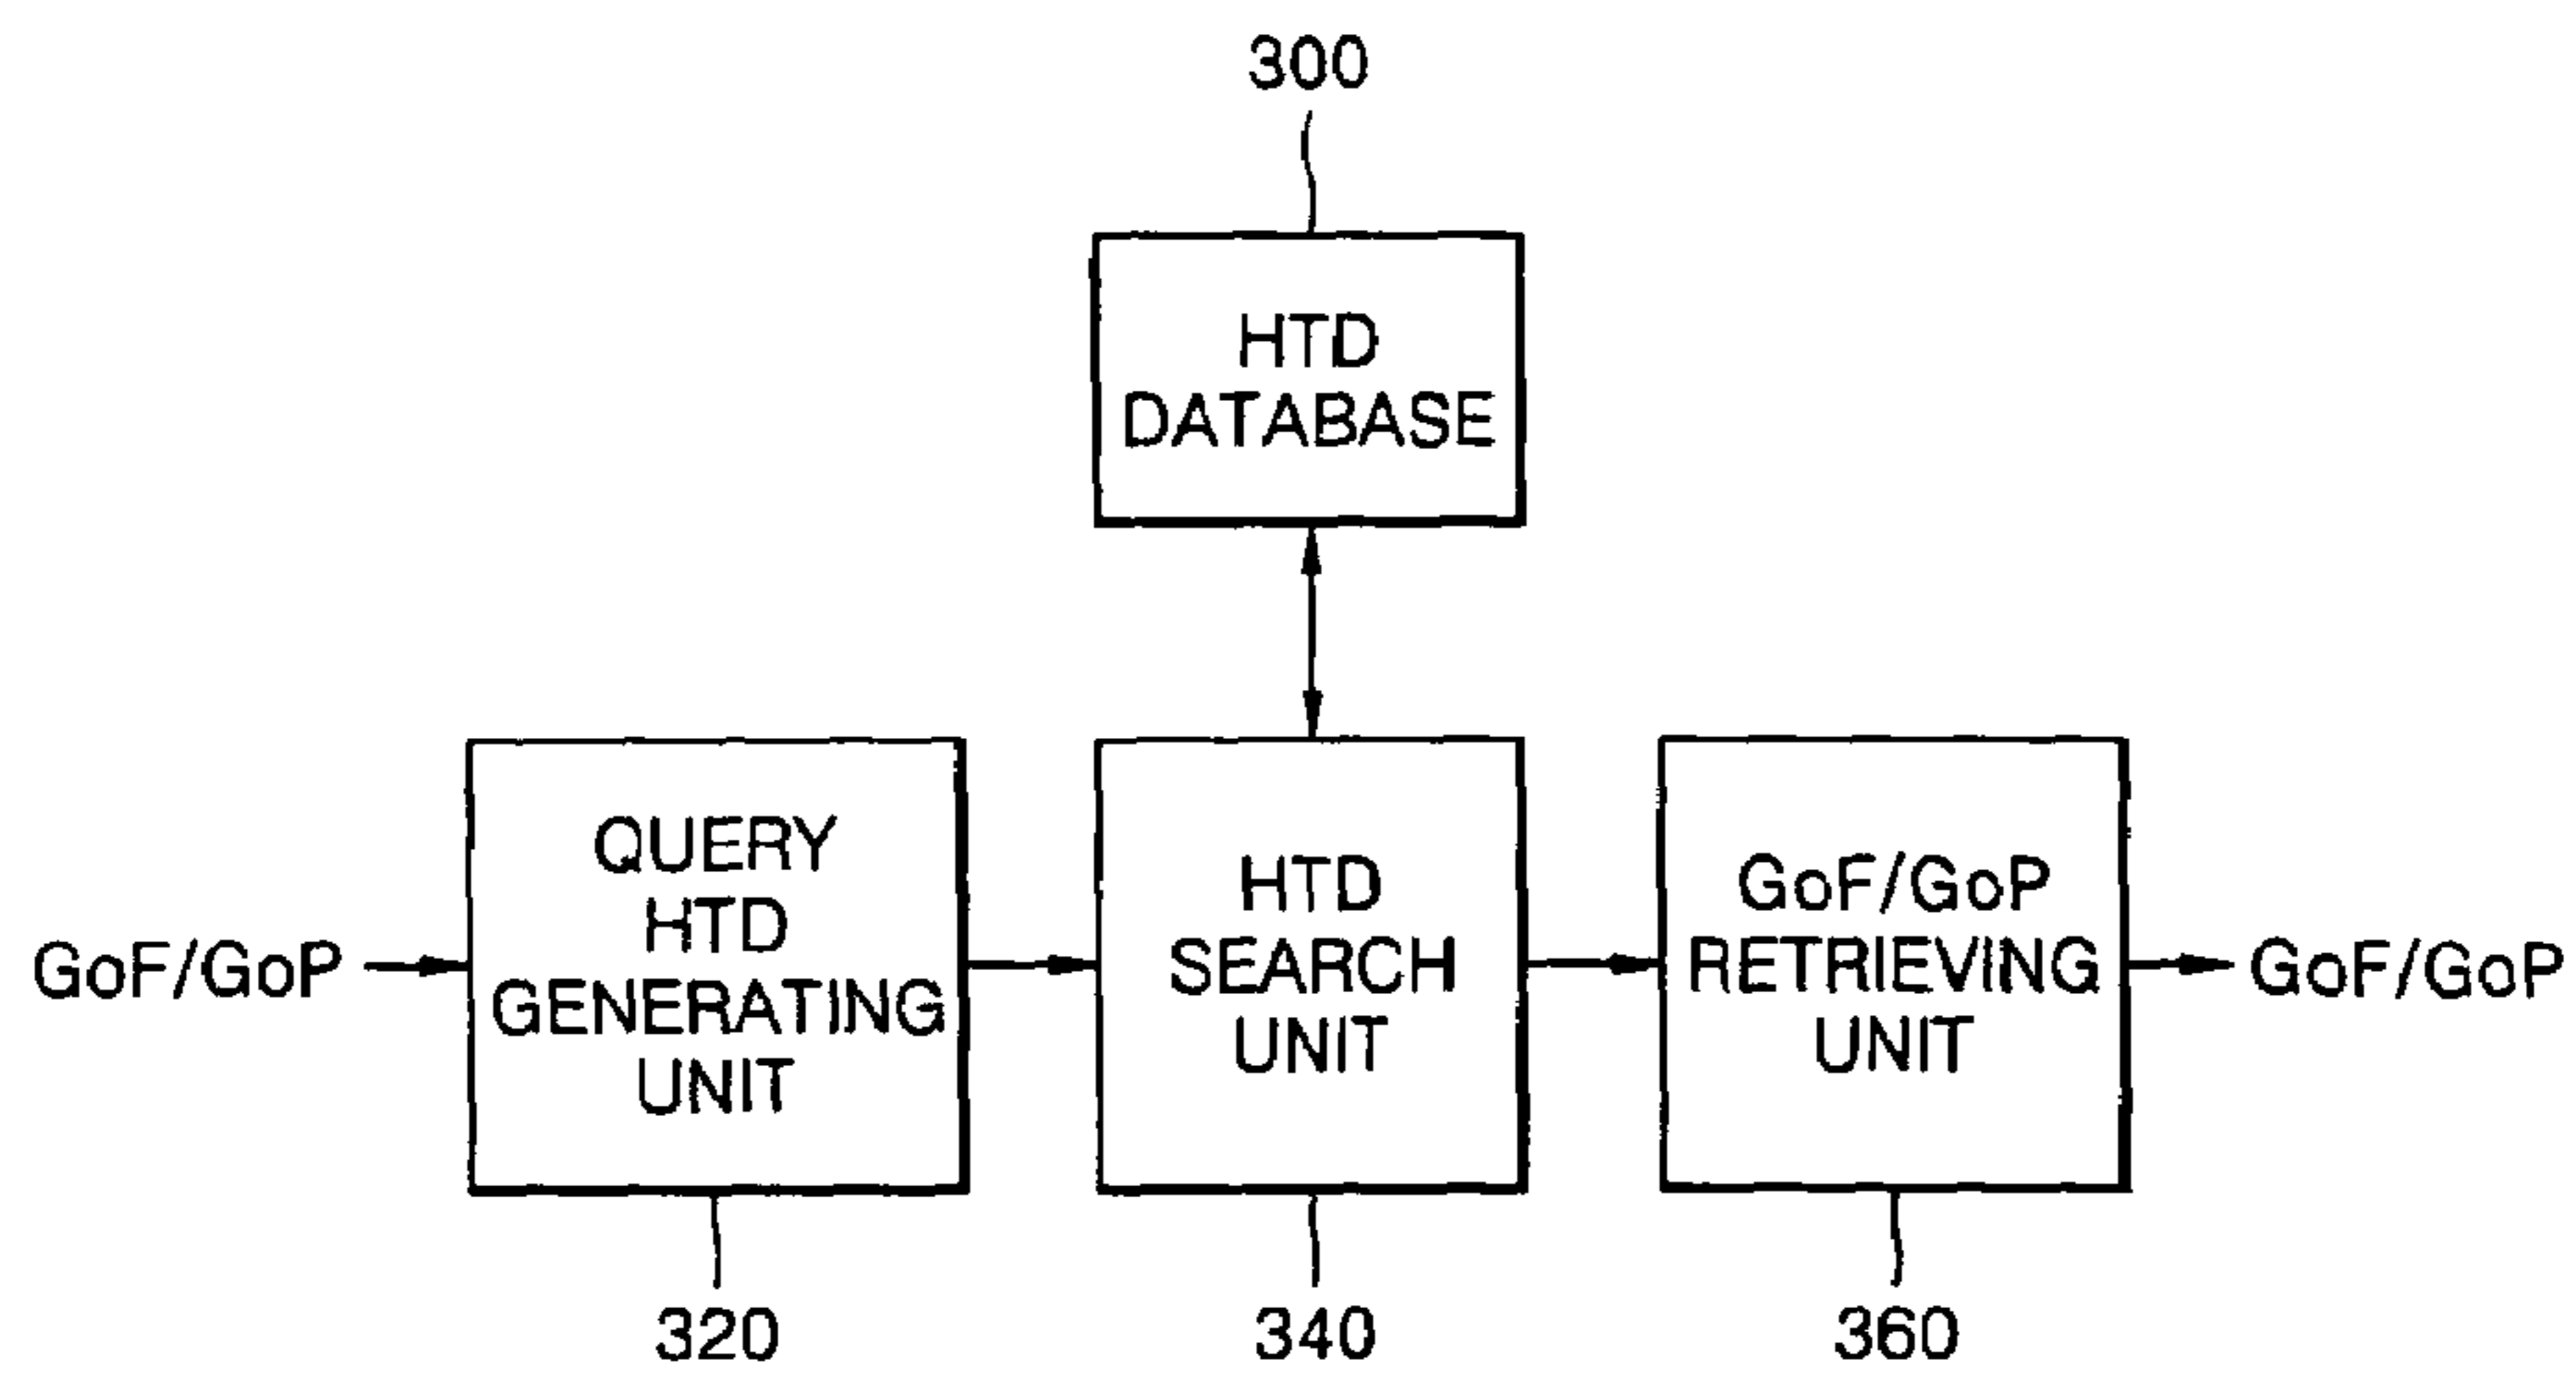 300
HTD
DATABASE
QUERY
HTD
GENERATING
UNIT
HTD
SEARCH
UNIT
GoF/GoP
RETRIEVING
UNIT
GoF/GoP
GoF/GoP
320
340
360